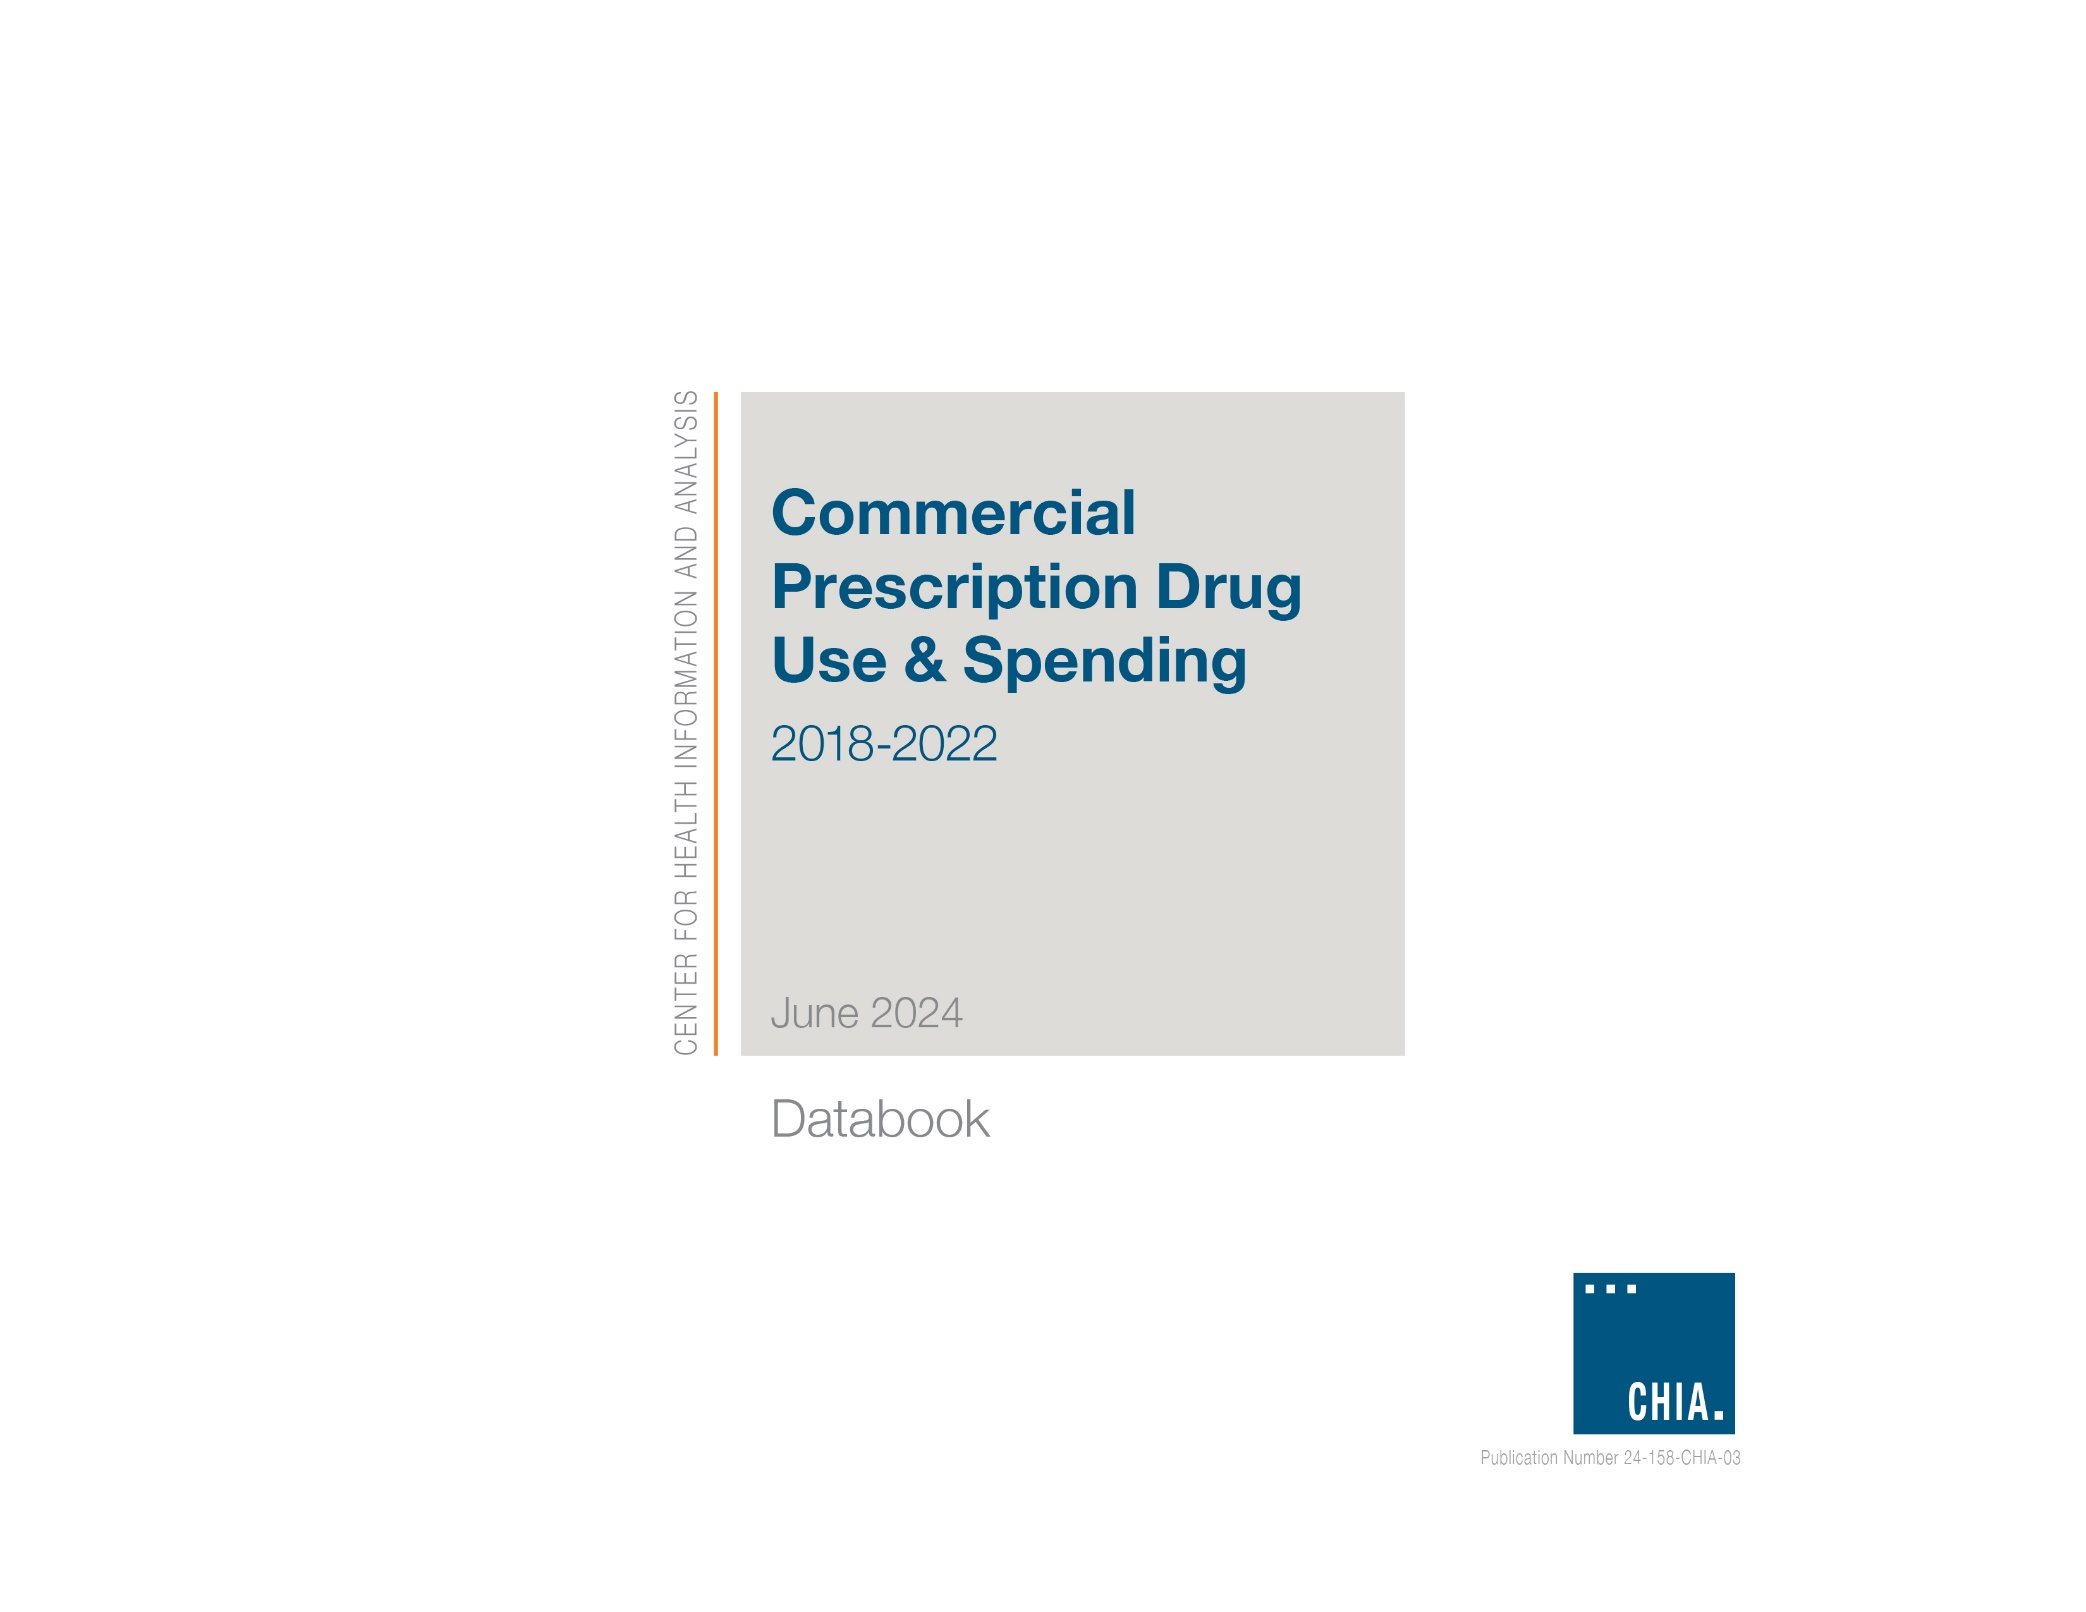 CENTER FOR HEALTH INFORMATION AND ANALYSIS
Commercial
Prescription Drug
Use & Spending
2018-2022
June 2024
Databook
CHIA.
Publication Number 24-158-CHIA-03